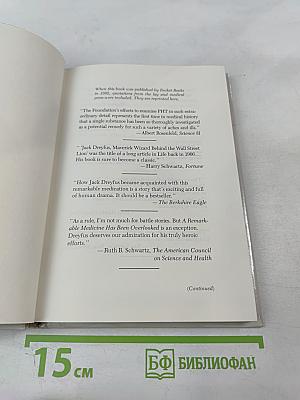 When this book was published by Pocket Books
in 1982, quotations from the lay and medical
press were included. They are reprinted here.
"The Foundation's efforts to examine PHT in such extra-
ordinary detail represents the first time in medical history
that a single substance has been so thoroughly investigated
as a potential remedy for such a variety of aches and ills."
— Albert Rosenfeld, Science 81
"'Jack Dreyfus, Maverick Wizard Behind the Wall Street
Lion' was the title of a long article in Life back in 1966....
His book is sure to become a classic."
— Harry Schwartz, Fortune
"How Jack Dreyfus became acquainted with this
remarkable medication is a story that's exciting and full
of human drama. It should be a bestseller."
— The Berkshire Eagle
"As a rule, I'm not much for battle stories. But A Remark-
able Medicine Has Been Overlooked is an exception.
Dreyfus deserves our admiration for his truly heroic
efforts."
— Ruth B. Schwartz, The American Council
on Science and Health
(Continued)
15 см
БФ БИБЛИОФАН